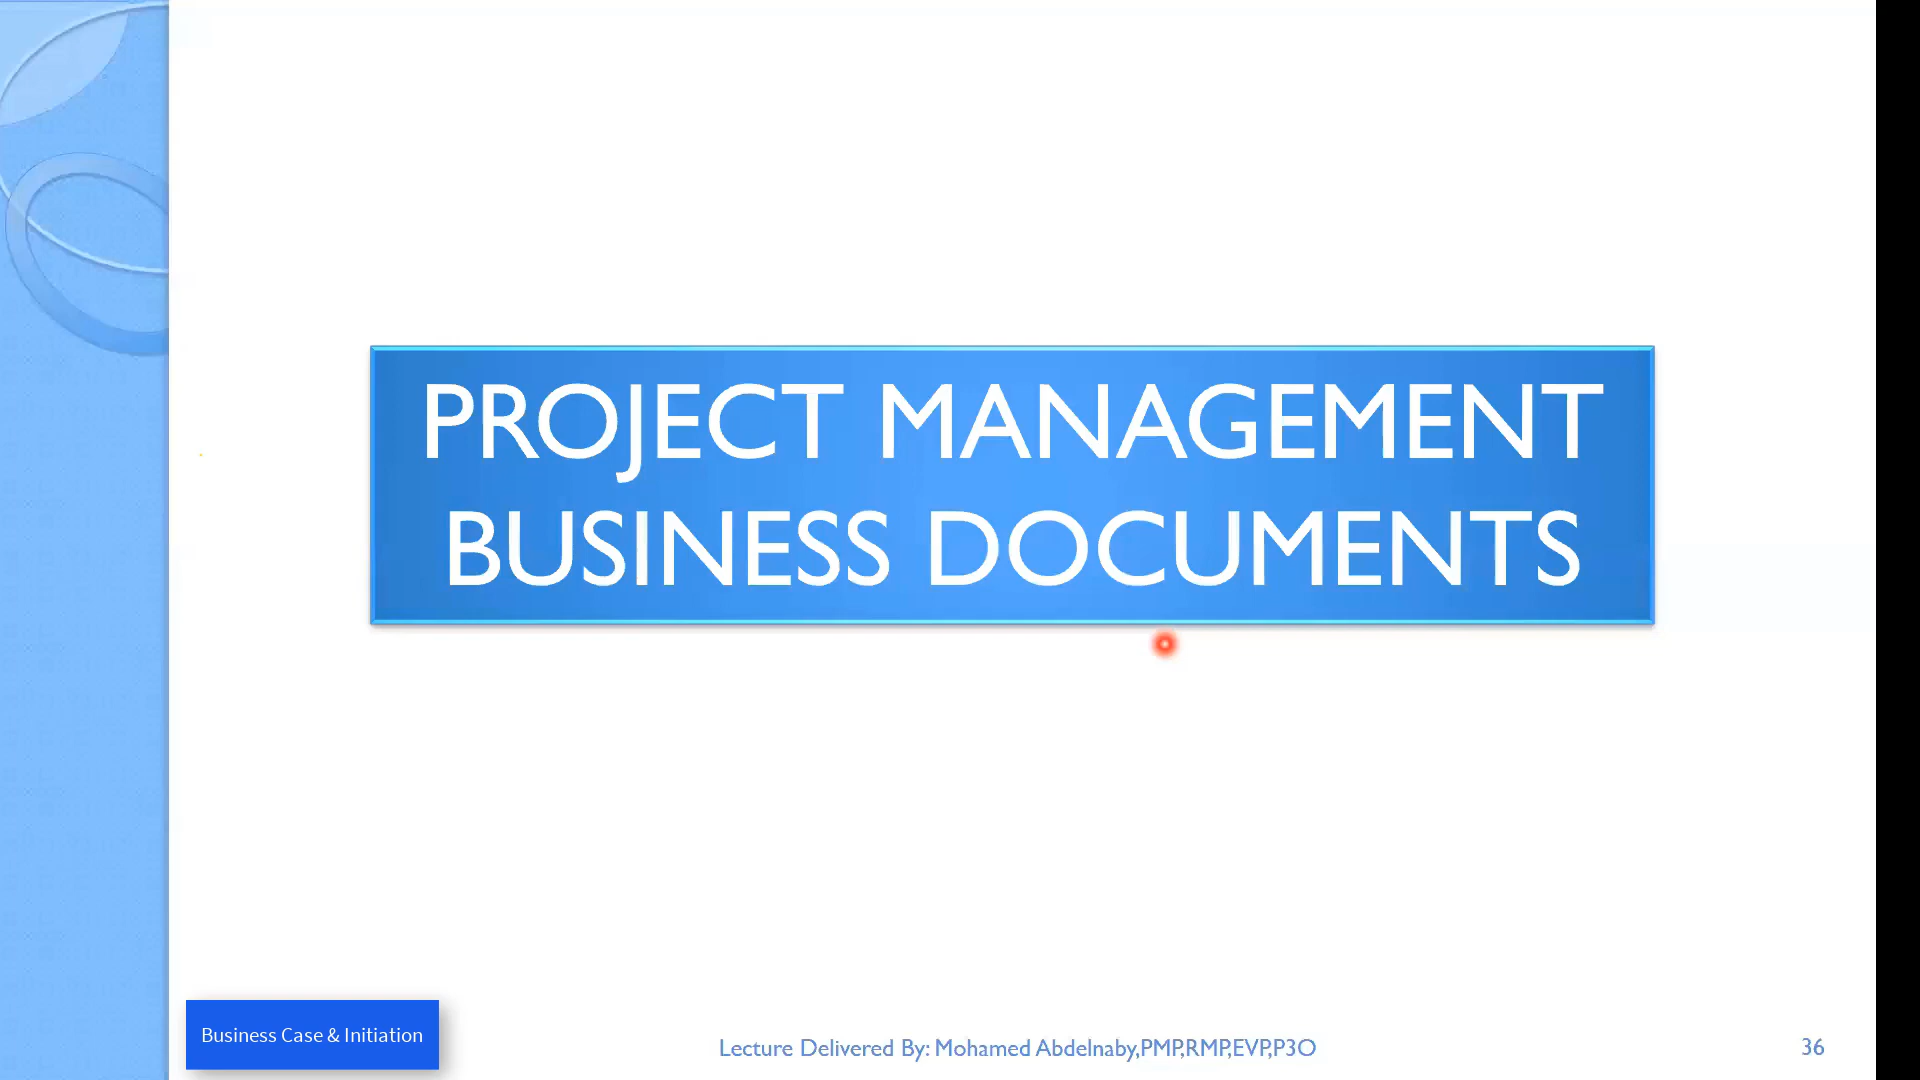 PROJECT MANAGEMENT
BUSINESS DOCUMENTS
Business Case & Initiation
Lecture Delivered By: Mohamed Abdelnaby,PMP,RMP,EVP,P3O
36